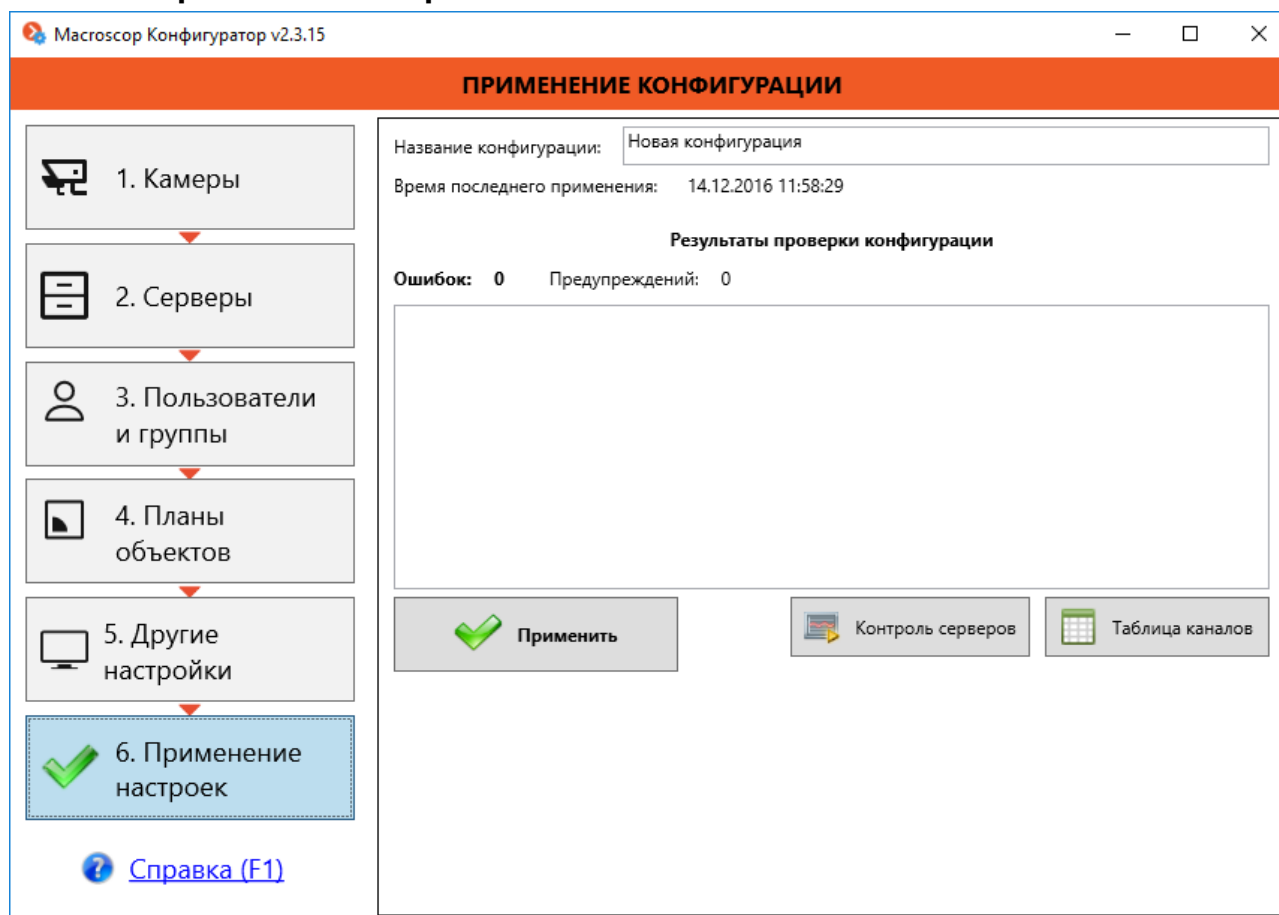 Macroscop Конфигуратор v2.3.15
ПРИМЕНЕНИЕ КОНФИГУРАЦИИ
1. Камеры
2. Серверы
3. Пользователи
и группы
4. Планы
объектов
5. Другие
настройки
6. Применение
настроек
Справка (F1)
Название конфигурации: Новая конфигурация
Время последнего применения: 14.12.2016 11:58:29
Результаты проверки конфигурации
Ошибок: 0 Предупреждений: 0
Применить Контроль серверов Таблица каналов